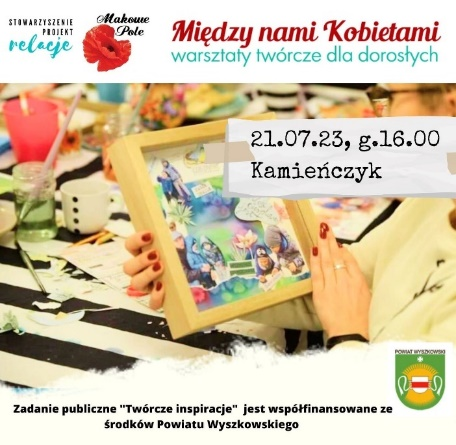 STOWARZYSZENIE
PROJEKT
relacje
Makowe
Pole
Między nami Kobietami
warsztaty twórcze dla dorosłych
21.07.23, g.16.00
Kamieńczyk
POWIAT WYSZKOWSKI
Zadanie publiczne "Twórcze inspiracje" jest współfinansowane ze
środków Powiatu Wyszkowskiego